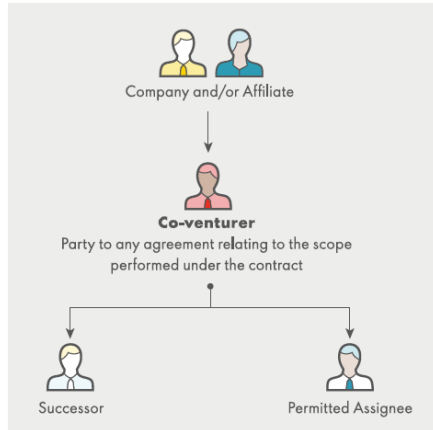 Company and/or Affiliate
Co-venturer
Party to any agreement relating to the scope
performed under the contract
Successor
Permitted Assignee